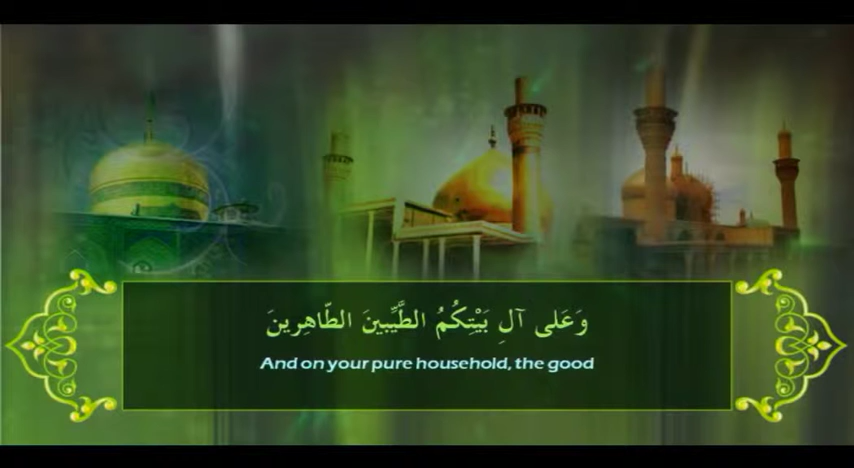 وَعَلى آلِ بَيْتِكُمُ الطَّيِّبينَ الطّاهِرينَ
And on your pure household, the good